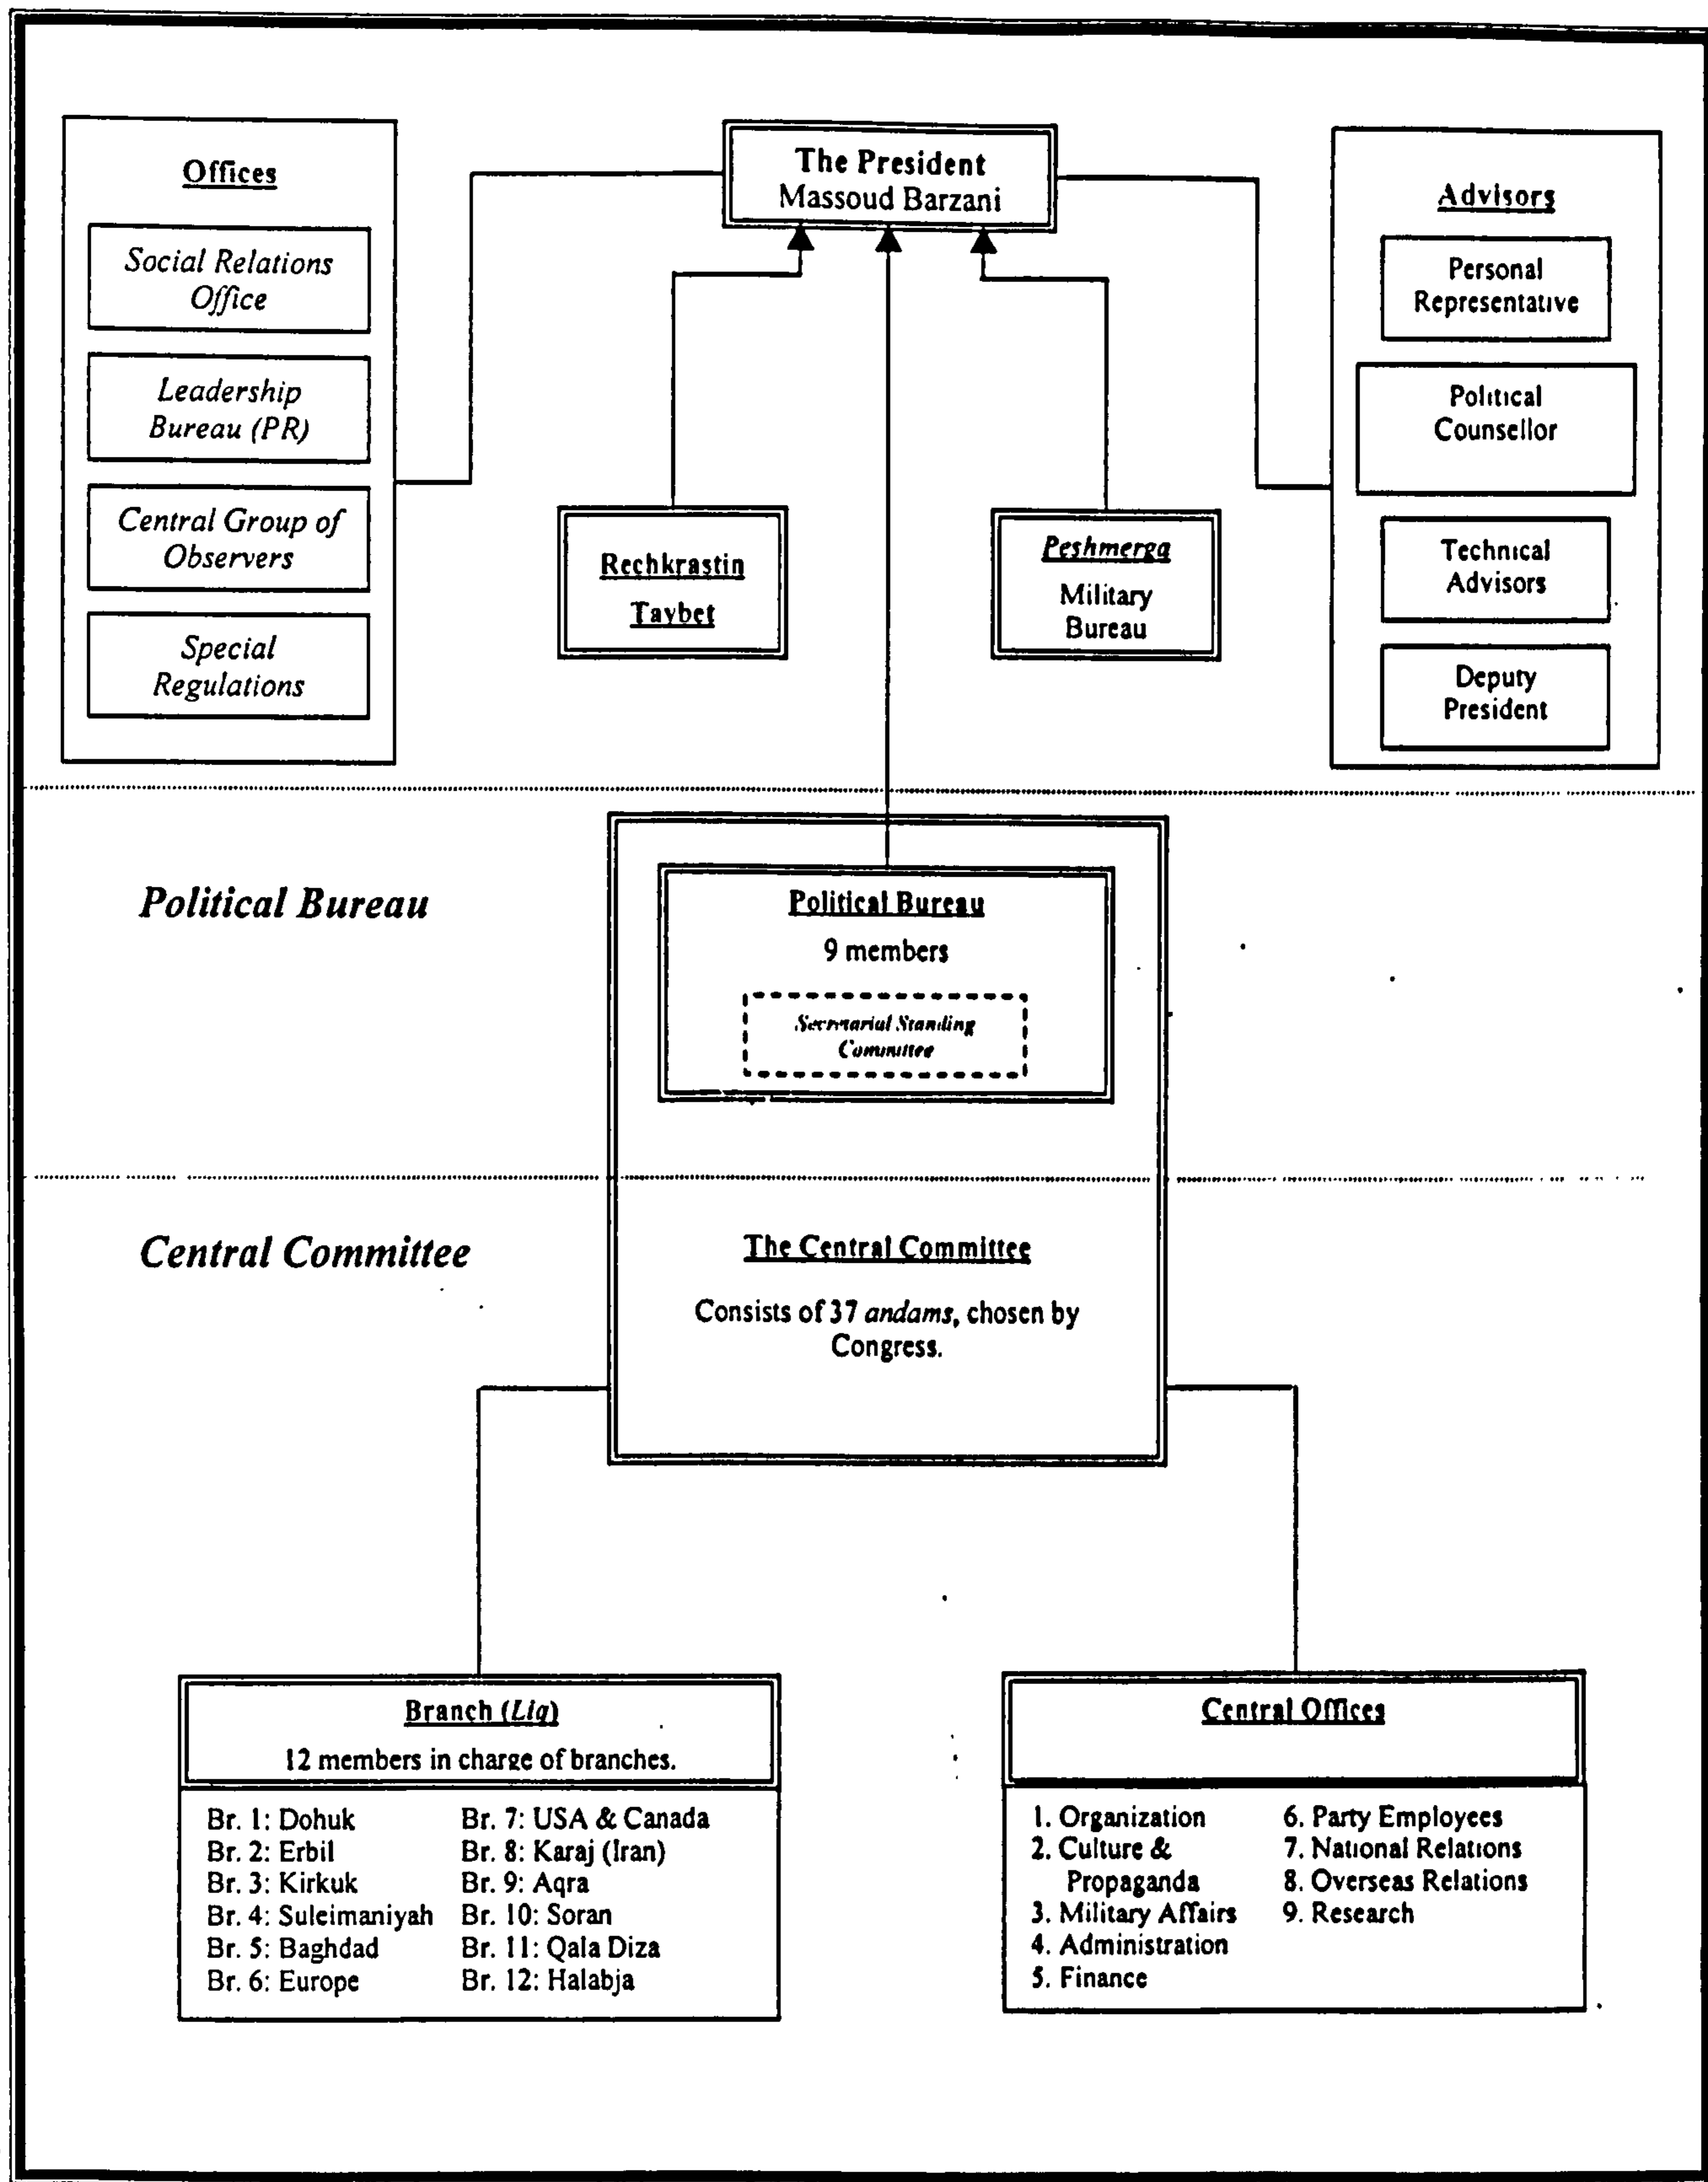 The President
Massoud Barzani
Offices
Social Relations
Office
Leadership
Bureau (PR)
Central Group of
Observers
Special
Regulations
Advisors
Personal
Representative
Political
Counsellor
Technical
Advisors
Deputy
President
Rechkrastin
Taybet
Peshmerga
Military
Bureau
Political Bureau
Political Bureau
9 members
Secretarial Standing
Committee
Central Committee
The Central Committee
Consists of 37 andams, chosen by
Congress.
Branch (Liq)
12 members in charge of branches.
Br. 1: Dohuk
Br. 2: Erbil
Br. 3: Kirkuk
Br. 4: Suleimaniyah
Br. 5: Baghdad
Br. 6: Europe
Br. 7: USA & Canada
Br. 8: Karaj (Iran)
Br. 9: Aqra
Br. 10: Soran
Br. 11: Qala Diza
Br. 12: Halabja
Central Offices
1. Organization
2. Culture &
Propaganda
3. Military Affairs
4. Administration
5. Finance
6. Party Employees
7. National Relations
8. Overseas Relations
9. Research